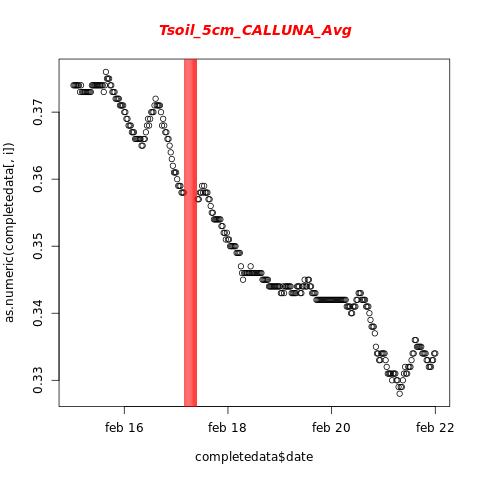 Tsoil_5cm_CALLUNA_Avg
as.numeric(completedata[, i])
0.37
0.36
0.35
0.34
0.33
feb 16
feb 18
feb 20
feb 22
completedata$date